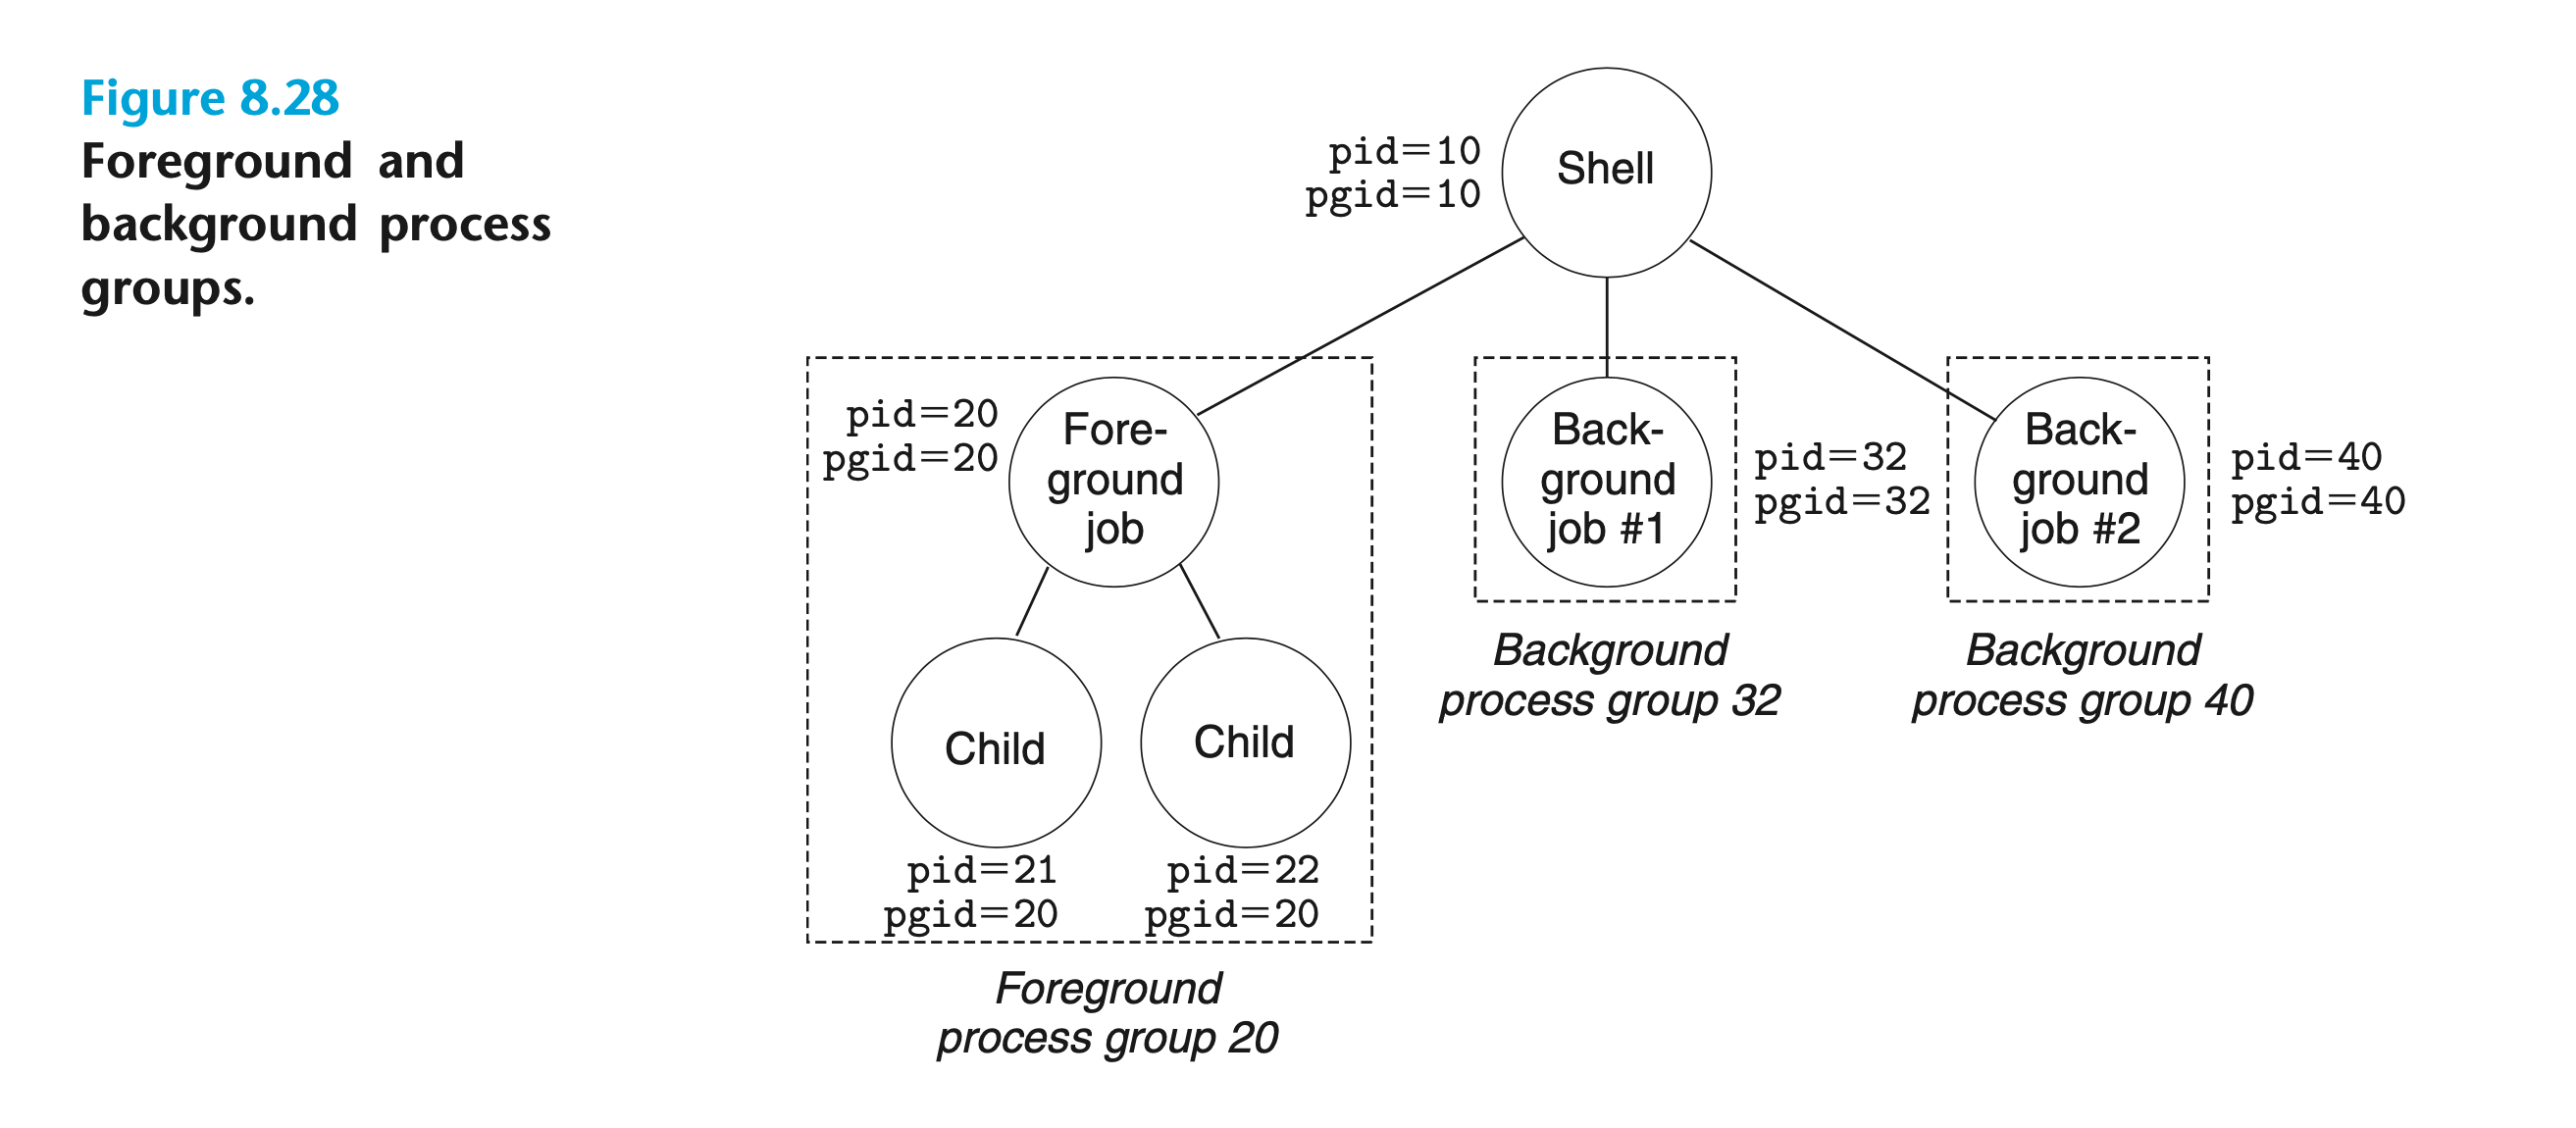 Figure 8.28
Foreground and
background process
groups.
pid=10
pgid=10
Shell
pid=20
pgid=20
Fore-
ground
job
Back-
ground
job #1
pid=32
pgid=32
Back-
ground
job #2
pid=40
pgid=40
Child
Child
pid=21
pgid=20
pid=22
pgid=20
Background
process group 32
Background
process group 40
Foreground
process group 20